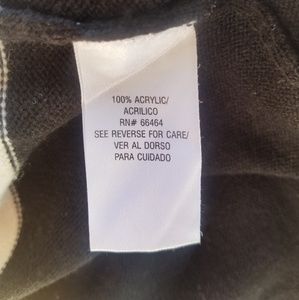 100% ACRYLIC/
ACRILICO
RN# 66464
SEE REVERSE FOR CARE/
VER AL DORSO
PARA CUIDADO